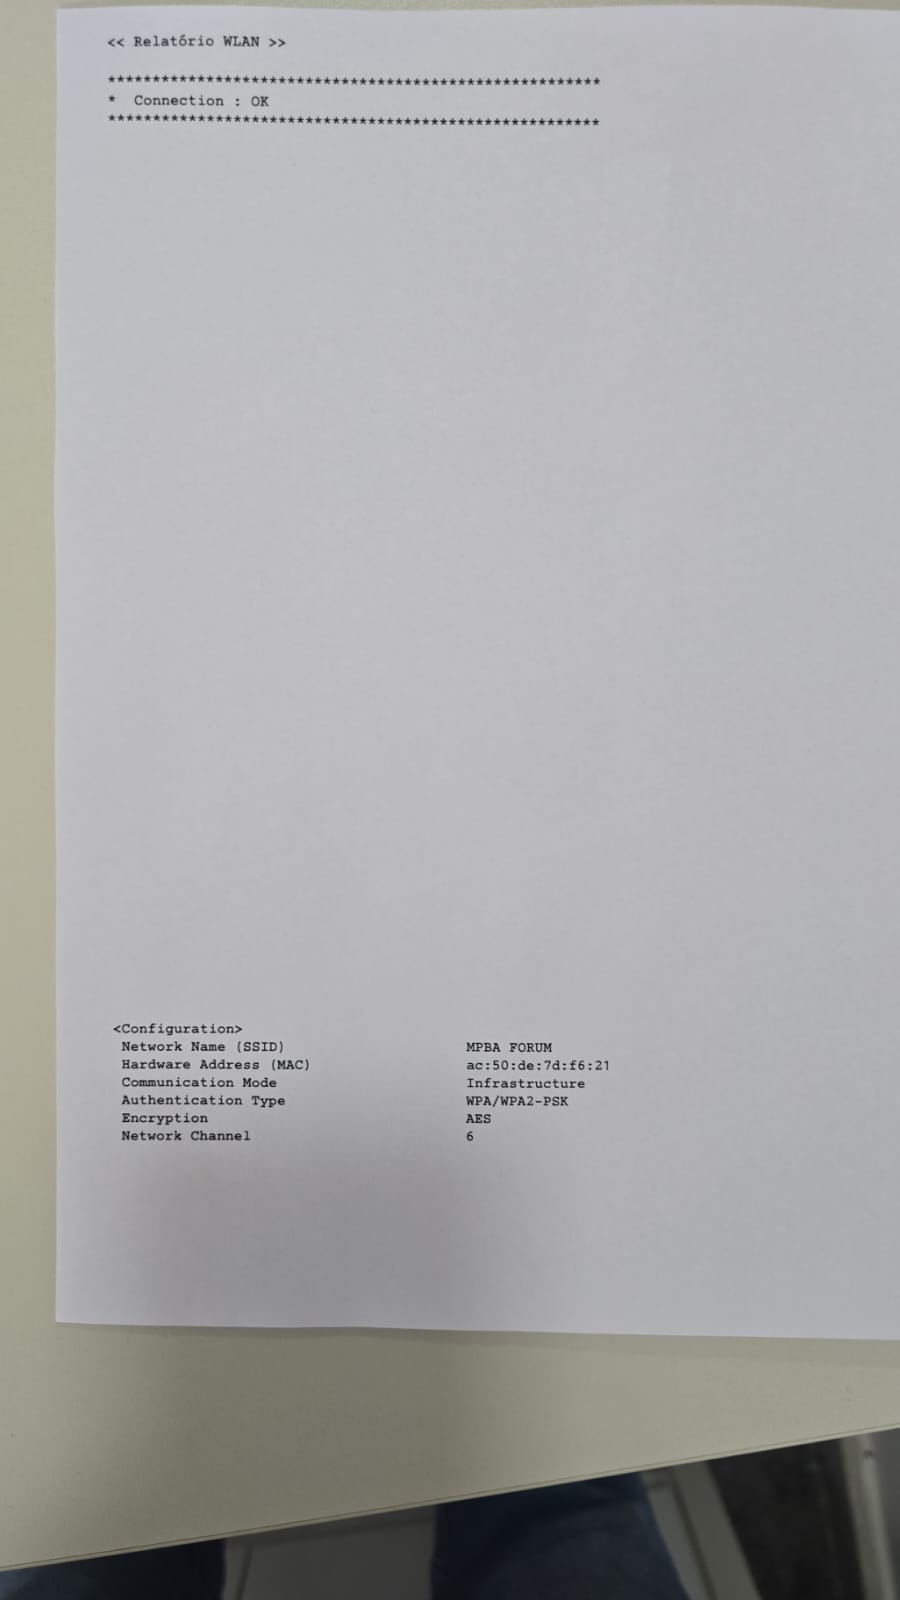 << Relatório WLAN >>
*******************************************************
* Connection : OK
*******************************************************
<Configuration>
Network Name (SSID) MPBA FORUM
Hardware Address (MAC) ac:50:de:7d:f6:21
Communication Mode Infrastructure
Authentication Type WPA/WPA2-PSK
Encryption AES
Network Channel 6